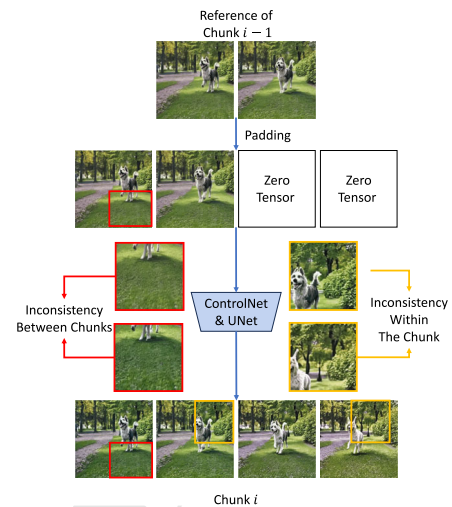 Reference of
Chunk i − 1
Padding
Zero
Tensor
Zero
Tensor
Inconsistency
Between Chunks
ControlNet
& UNet
Inconsistency
Within
The Chunk
Chunk i